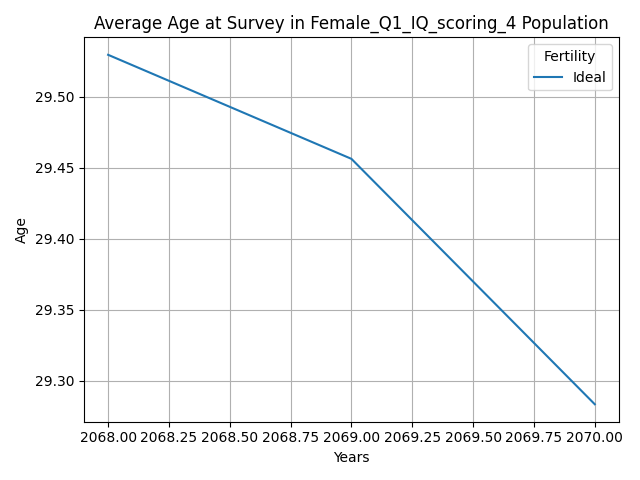 Average Age at Survey in Female_Q1_IQ_scoring_4 Population
Fertility
Ideal
29.50
29.45
29.40
29.35
29.30
Age
2068.00 2068.25 2068.50 2068.75 2069.00 2069.25 2069.50 2069.75 2070.00
Years